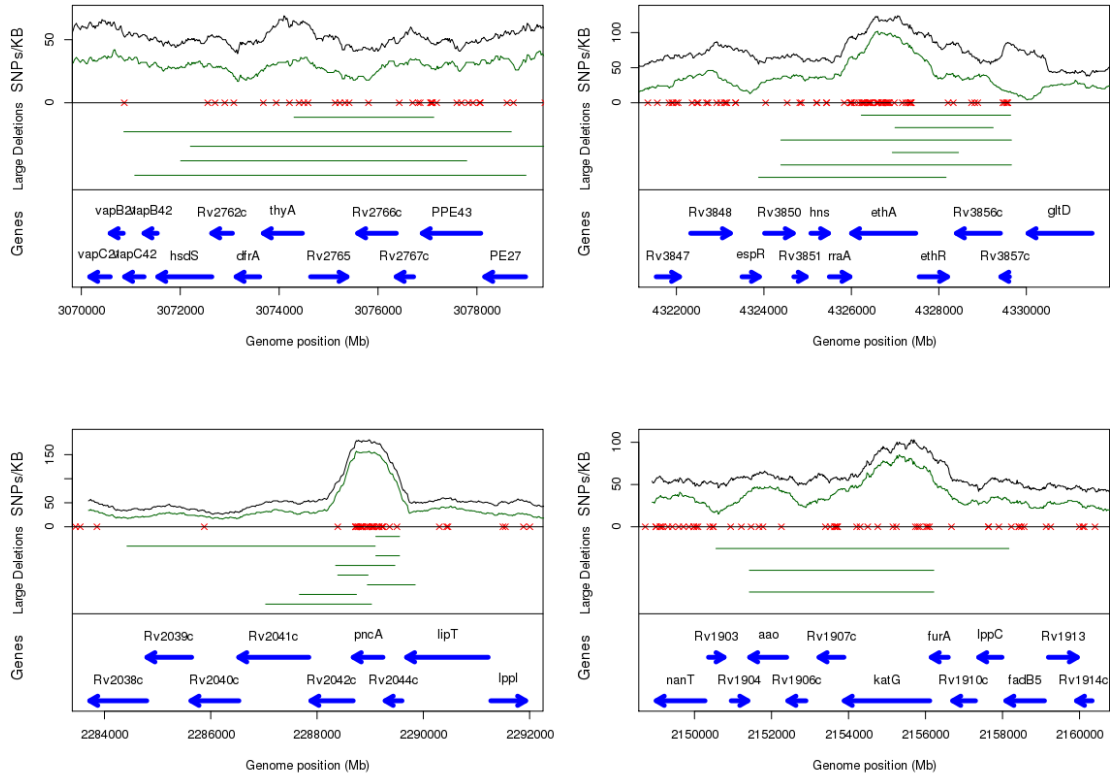 SNPs/KB
50
0
Large Deletions
Genes
vapB21 vapB42 Rv2762c thyA Rv2766c PPE43
vapC21 vapC42 hsdS dfrA Rv2765 Rv2767c PE27
3070000 3072000 3074000 3076000 3078000
Genome position (Mb)
SNPs/KB
100
50
0
Large Deletions
Genes
Rv3848 Rv3850 hns ethA Rv3856c gltD
Rv3847 espR Rv3851 rraA ethR Rv3857c
4322000 4324000 4326000 4328000 4330000
Genome position (Mb)
SNPs/KB
150
50
0
Large Deletions
Genes
Rv2039c Rv2041c pncA lipT
Rv2038c Rv2040c Rv2042c Rv2044c lppI
2284000 2286000 2288000 2290000 2292000
Genome position (Mb)
SNPs/KB
100
50
0
Large Deletions
Genes
Rv1903 aao Rv1907c furA lppC Rv1913
nanT Rv1904 Rv1906c katG Rv1910c fadB5 Rv1914c
2150000 2152000 2154000 2156000 2158000 2160000
Genome position (Mb)